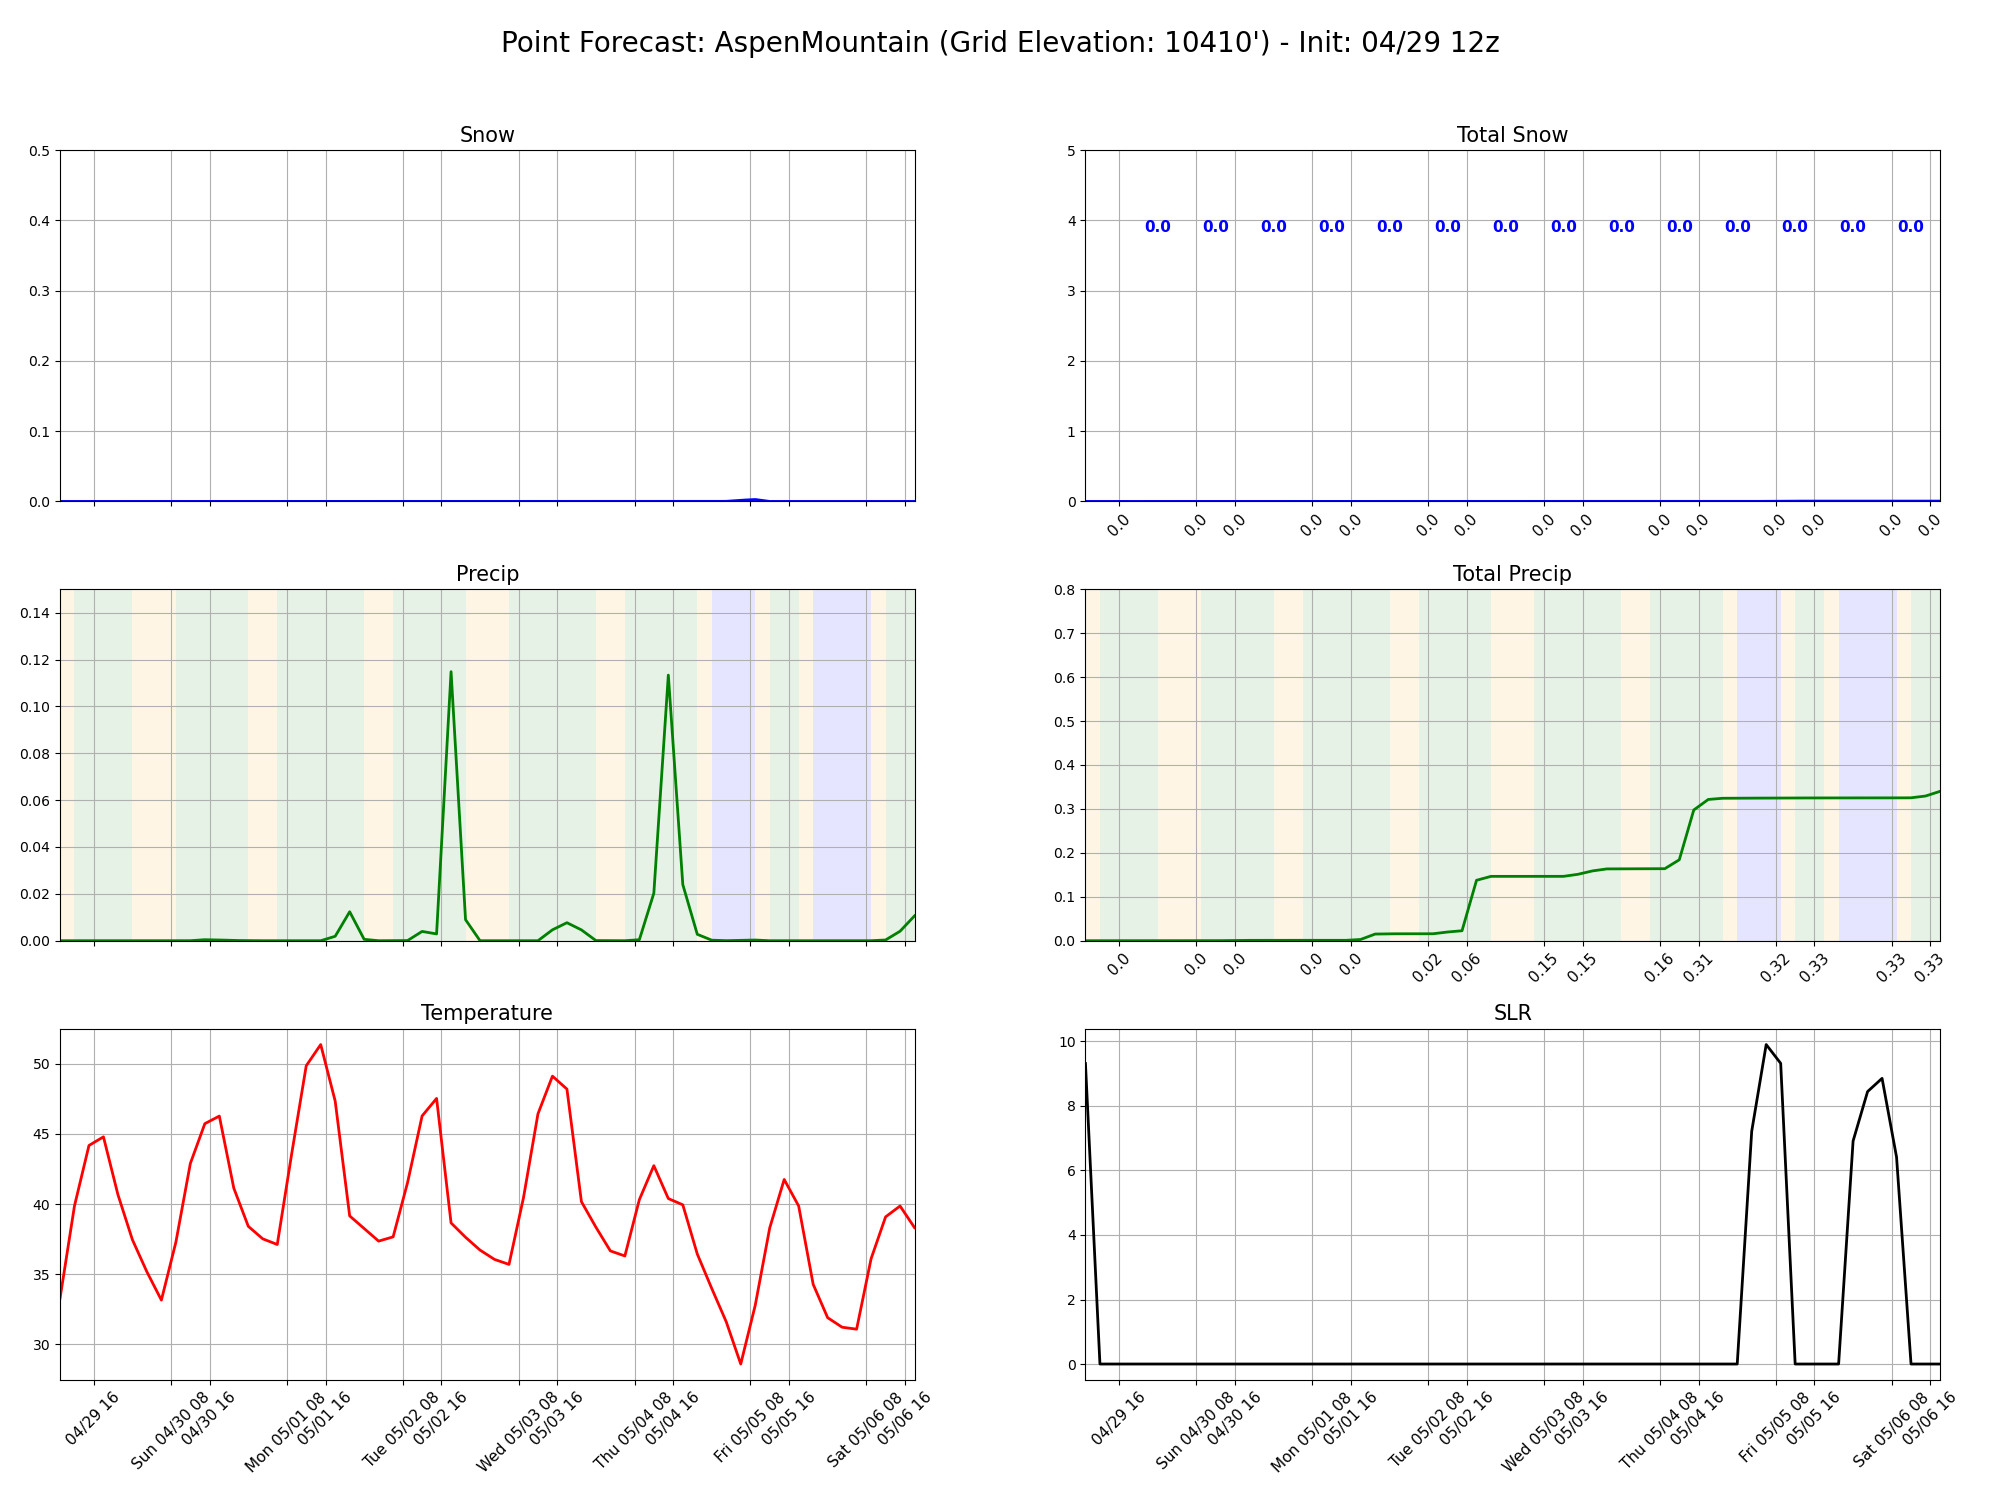 Point Forecast: AspenMountain (Grid Elevation: 10410') - Init: 04/29 12z
Snow
0.5
0.4
0.3
0.2
0.1
0.0
Total Snow
5
4
3
2
1
0
0.0 0.0 0.0 0.0 0.0 0.0 0.0 0.0 0.0 0.0 0.0 0.0 0.0 0.0
0.0 0.0 0.0 0.0 0.0 0.0 0.0 0.0 0.0 0.0 0.0 0.0 0.0 0.0 0.0
Precip
0.14
0.12
0.10
0.08
0.06
0.04
0.02
0.00
Total Precip
0.8
0.7
0.6
0.5
0.4
0.3
0.2
0.1
0.0
0.0 0.0 0.0 0.0 0.0 0.02 0.06 0.15 0.15 0.16 0.31 0.32 0.33 0.33 0.33
Temperature
50
45
40
35
30
04/29 16
Sun 04/30 08
04/30 16
Mon 05/01 08
05/01 16
Tue 05/02 08
05/02 16
Wed 05/03 08
05/03 16
Thu 05/04 08
05/04 16
Fri 05/05 08
05/05 16
Sat 05/06 08
05/06 16
SLR
10
8
6
4
2
0
04/29 16
Sun 04/30 08
04/30 16
Mon 05/01 08
05/01 16
Tue 05/02 08
05/02 16
Wed 05/03 08
05/03 16
Thu 05/04 08
05/04 16
Fri 05/05 08
05/05 16
Sat 05/06 08
05/06 16